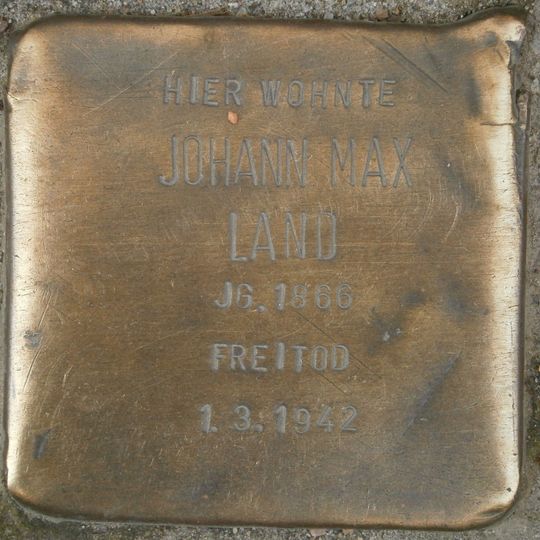 HIER WOHNTE
JOHANN MAX
LAND
JG. 1866
FREITOD
1. 3. 1942